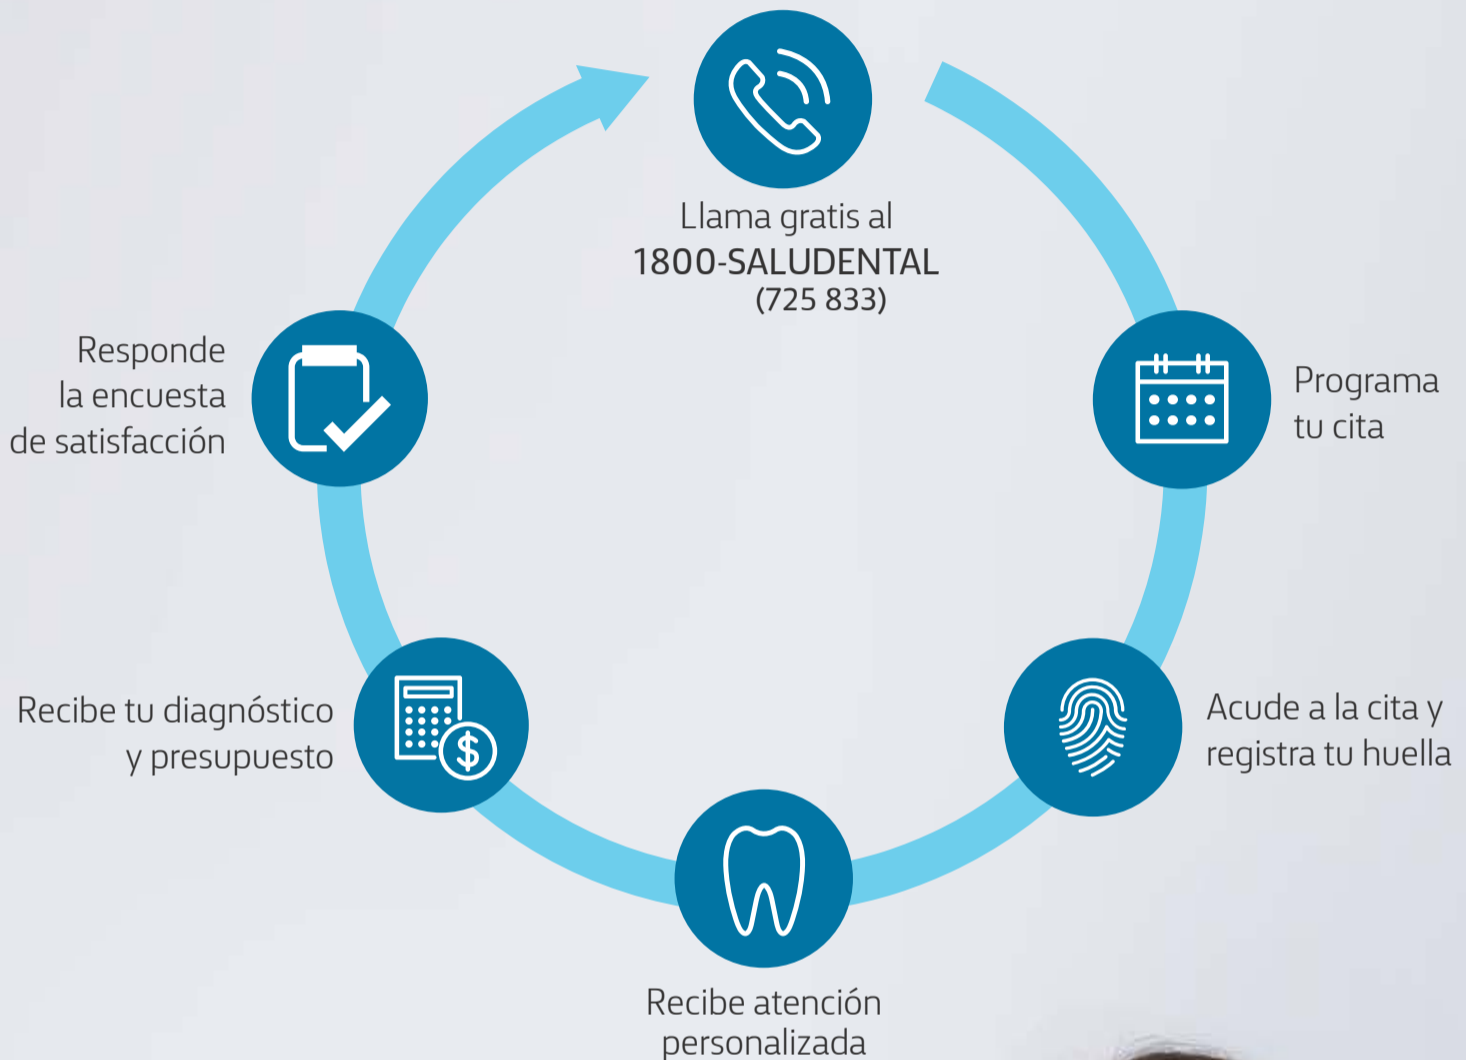 Llama gratis al
1800-SALUDENTAL
(725 833)
Programa
tu cita
Acude a la cita y
registra tu huella
Recibe atención
personalizada
Recibe tu diagnóstico
y presupuesto
$
Responde
la encuesta
de satisfacción